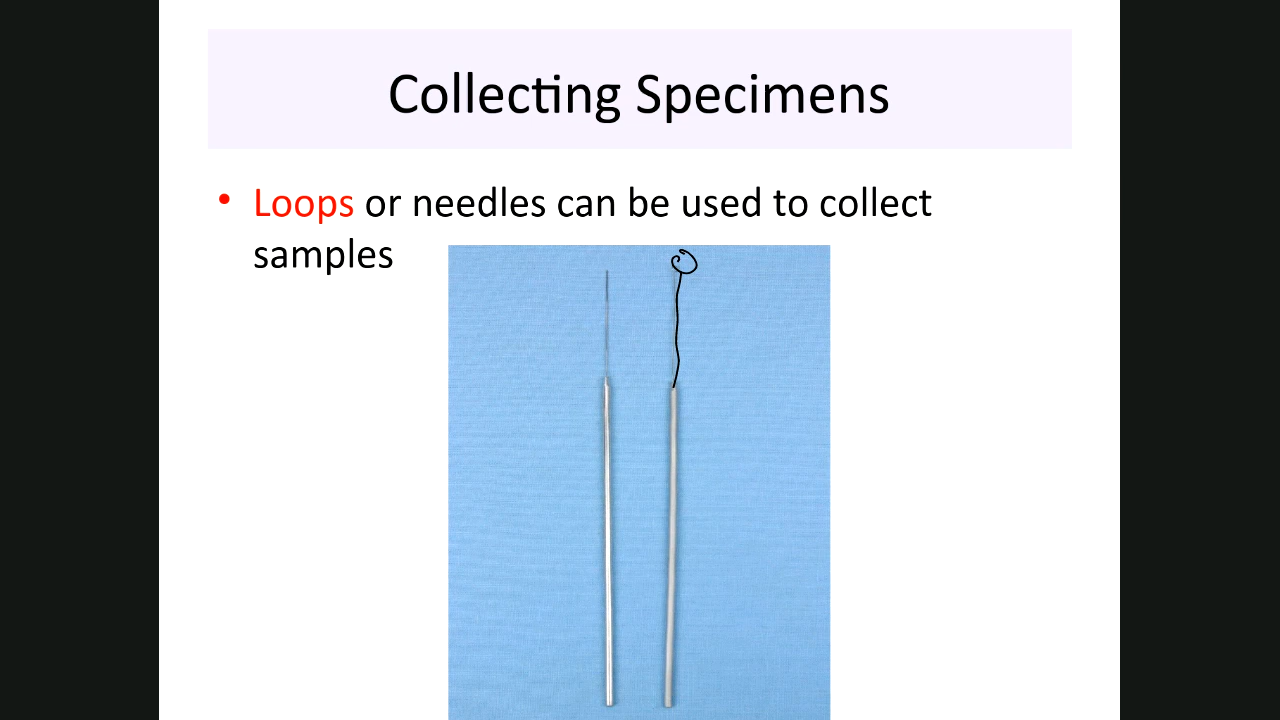 Collecting Specimens
• Loops or needles can be used to collect
samples